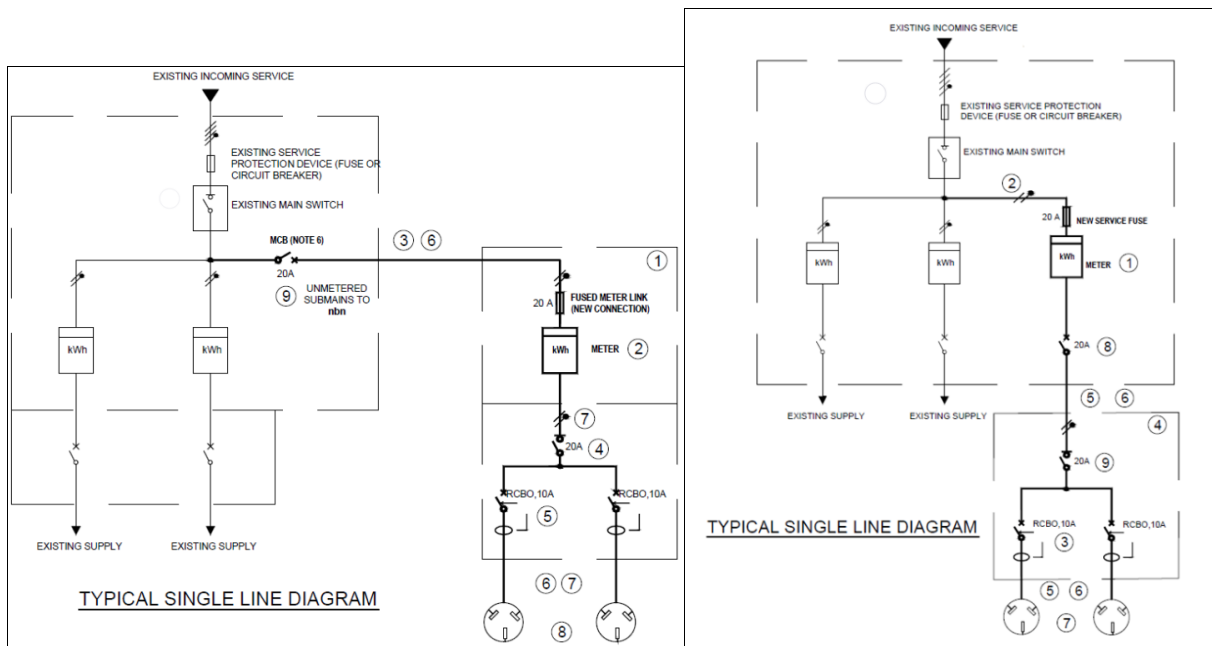 EXISTING INCOMING SERVICE
EXISTING SERVICE
PROTECTION DEVICE (FUSE OR
CIRCUIT BREAKER)
EXISTING MAIN SWITCH
MCB (NOTE 6)
3 6
1
20A
9 UNMETERED
SUBMAINS TO
nbn
20 A
FUSED METER LINK
(NEW CONNECTION)
kWh
kWh
kWh
METER 2
7
20A 4
RCBO,10A
RCBO,10A
5
EXISTING SUPPLY
EXISTING SUPPLY
6 7
8
TYPICAL SINGLE LINE DIAGRAM
EXISTING INCOMING SERVICE
EXISTING SERVICE PROTECTION
DEVICE (FUSE OR CIRCUIT BREAKER)
EXISTING MAIN SWITCH
2
20 A
NEW SERVICE FUSE
kWh
kWh
kWh
METER 1
20A 8
EXISTING SUPPLY
EXISTING SUPPLY
5 6
4
20A 9
RCBO,10A
RCBO,10A
3
TYPICAL SINGLE LINE DIAGRAM
5 6
7